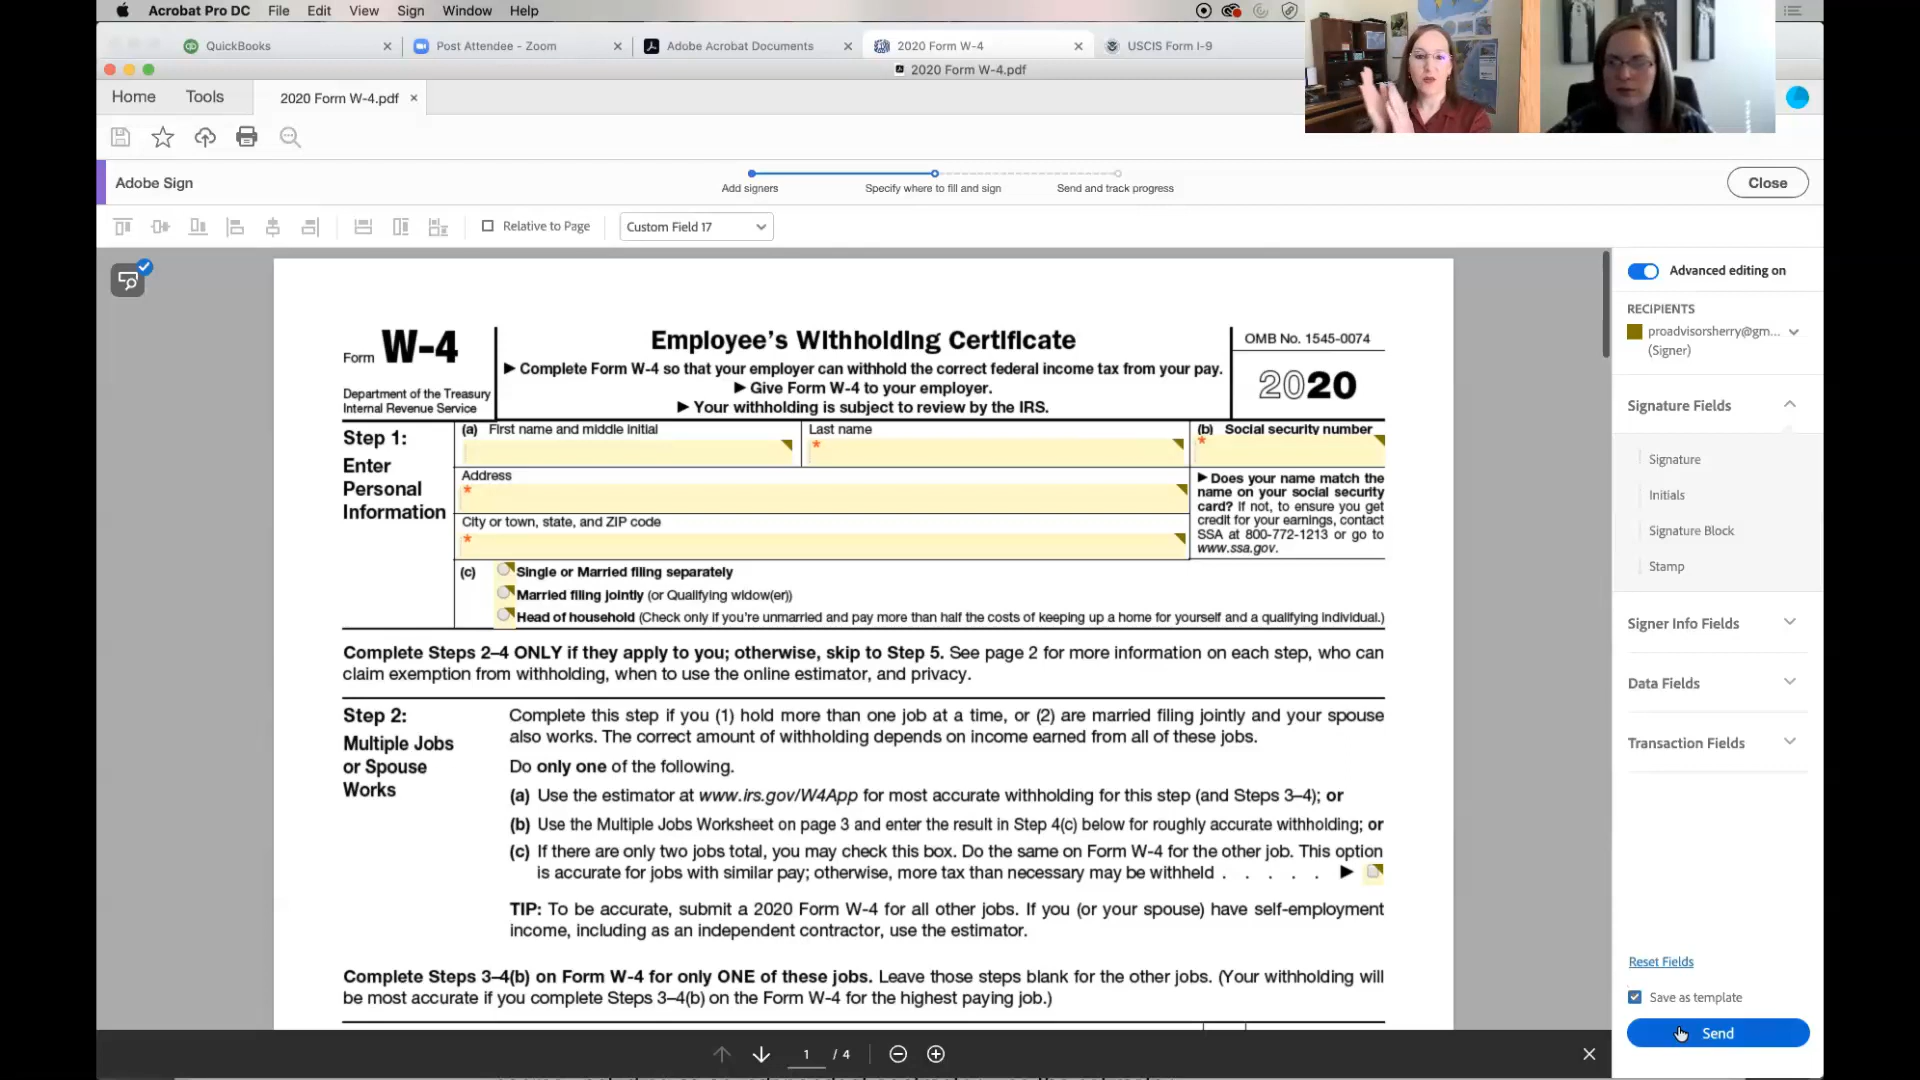 Acrobat Pro DC File Edit View Sign Window Help
QuickBooks Post Attendee - Zoom Adobe Acrobat Documents 2020 Form W-4 USCIS Form I-9
2020 Form W-4.pdf
Home Tools 2020 Form W-4.pdf
Adobe Sign
Add signers Specify where to fill and sign Send and track progress
Close
Relative to Page Custom Field 17
Advanced editing on
RECIPIENTS
proadvisorsherry@gm...
(Signer)
Signature Fields
Signature
Initials
Signature Block
Stamp
Signer Info Fields
Data Fields
Transaction Fields
Reset Fields
Save as template
Send
Form W-4
Department of the Treasury
Internal Revenue Service
Employee's Withholding Certificate
▶ Complete Form W-4 so that your employer can withhold the correct federal income tax from your pay.
▶ Give Form W-4 to your employer.
▶ Your withholding is subject to review by the IRS.
OMB No. 1545-0074
2020
Step 1:
Enter
Personal
Information
(a) First name and middle initial
Last name
*
(b) Social security number
*
Address
*
City or town, state, and ZIP code
*
▶ Does your name match the
name on your social security
card? If not, to ensure you get
credit for your earnings, contact
SSA at 800-772-1213 or go to
www.ssa.gov.
(c) Single or Married filing separately
Married filing jointly (or Qualifying widow(er))
Head of household (Check only if you're unmarried and pay more than half the costs of keeping up a home for yourself and a qualifying individual.)
Complete Steps 2–4 ONLY if they apply to you; otherwise, skip to Step 5. See page 2 for more information on each step, who can
claim exemption from withholding, when to use the online estimator, and privacy.
Step 2:
Multiple Jobs
or Spouse
Works
Complete this step if you (1) hold more than one job at a time, or (2) are married filing jointly and your spouse
also works. The correct amount of withholding depends on income earned from all of these jobs.
Do only one of the following.
(a) Use the estimator at www.irs.gov/W4App for most accurate withholding for this step (and Steps 3–4); or
(b) Use the Multiple Jobs Worksheet on page 3 and enter the result in Step 4(c) below for roughly accurate withholding; or
(c) If there are only two jobs total, you may check this box. Do the same on Form W-4 for the other job. This option
is accurate for jobs with similar pay; otherwise, more tax than necessary may be withheld . . . . . ▶
TIP: To be accurate, submit a 2020 Form W-4 for all other jobs. If you (or your spouse) have self-employment
income, including as an independent contractor, use the estimator.
Complete Steps 3–4(b) on Form W-4 for only ONE of these jobs. Leave those steps blank for the other jobs. (Your withholding will
be most accurate if you complete Steps 3–4(b) on the Form W-4 for the highest paying job.)
1 / 4